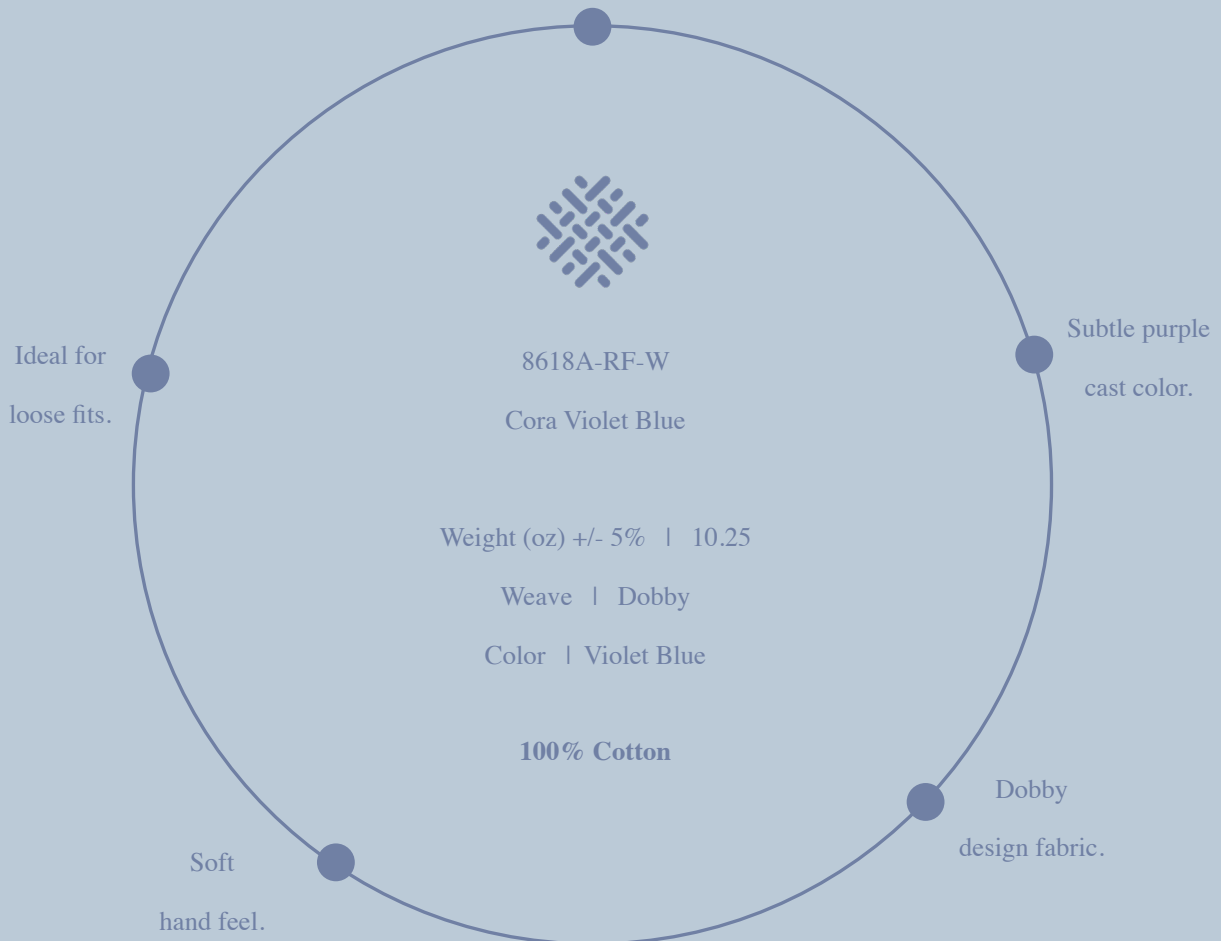 Ideal for
loose fits.
Subtle purple
cast color.
8618A-RF-W
Cora Violet Blue
Weight (oz) +/- 5% | 10.25
Weave | Dobby
Color | Violet Blue
100% Cotton
Dobby
design fabric.
Soft
hand feel.